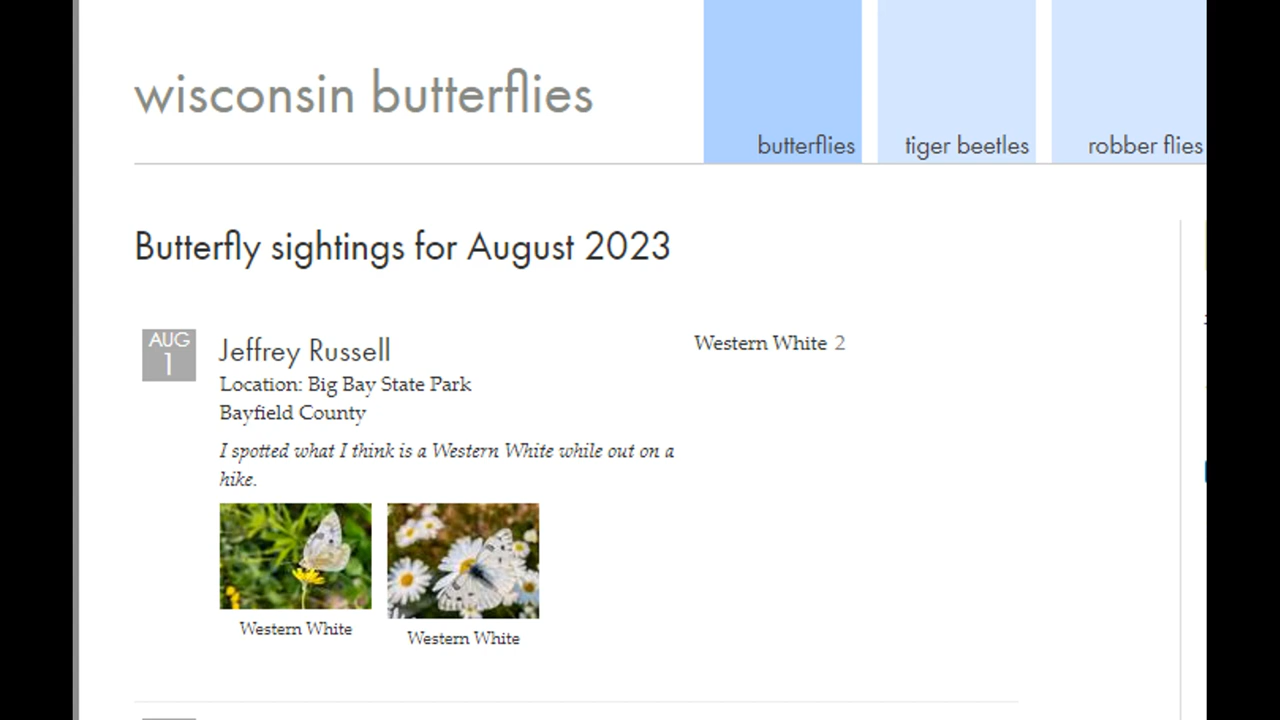 wisconsin butterflies
butterflies
tiger beetles
robber flies
Butterfly sightings for August 2023
AUG
1
Jeffrey Russell
Location: Big Bay State Park
Bayfield County
I spotted what I think is a Western White while out on a
hike.
Western White 2
Western White
Western White